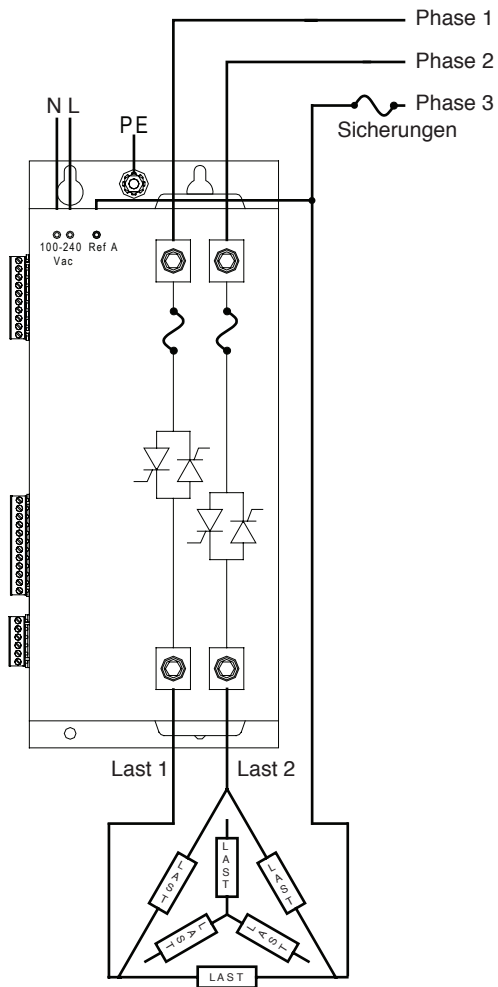 Phase 1
Phase 2
Phase 3
Sicherungen
N L
PE
100-240 Ref A
Vac
Last 1
Last 2
LAST
LAST
LAST
LAST
LAST
LAST